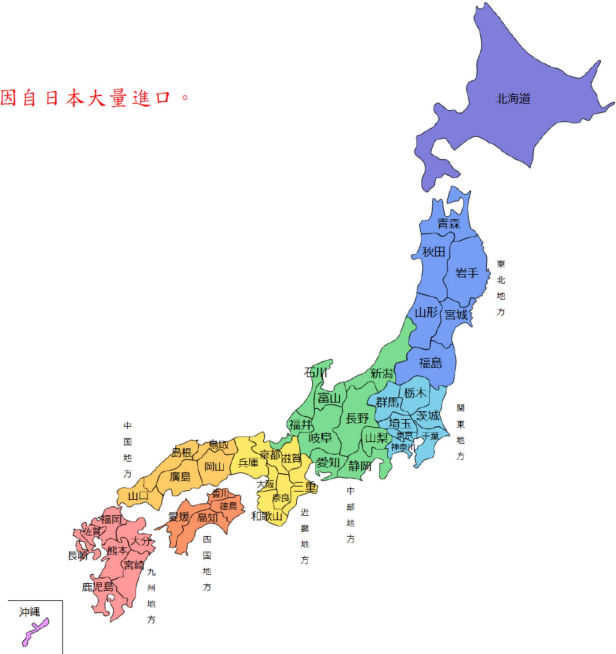 因自日本大量進口。
北海道
青森
秋田
岩手
東北地方
山形
宮城
福島
石川
新潟
富山
群馬
栃木
茨城
関東地方
福井
長野
埼玉
岐阜
山梨
東京
千葉
神奈川
愛知
静岡
中部地方
中国地方
島根
鳥取
兵庫
京都
滋賀
岡山
廣島
大阪
三重
奈良
山口
和歌山
近畿地方
香川
徳島
愛媛
高知
四国地方
福岡
佐賀
大分
長崎
熊本
宮崎
鹿児島
九州地方
沖縄